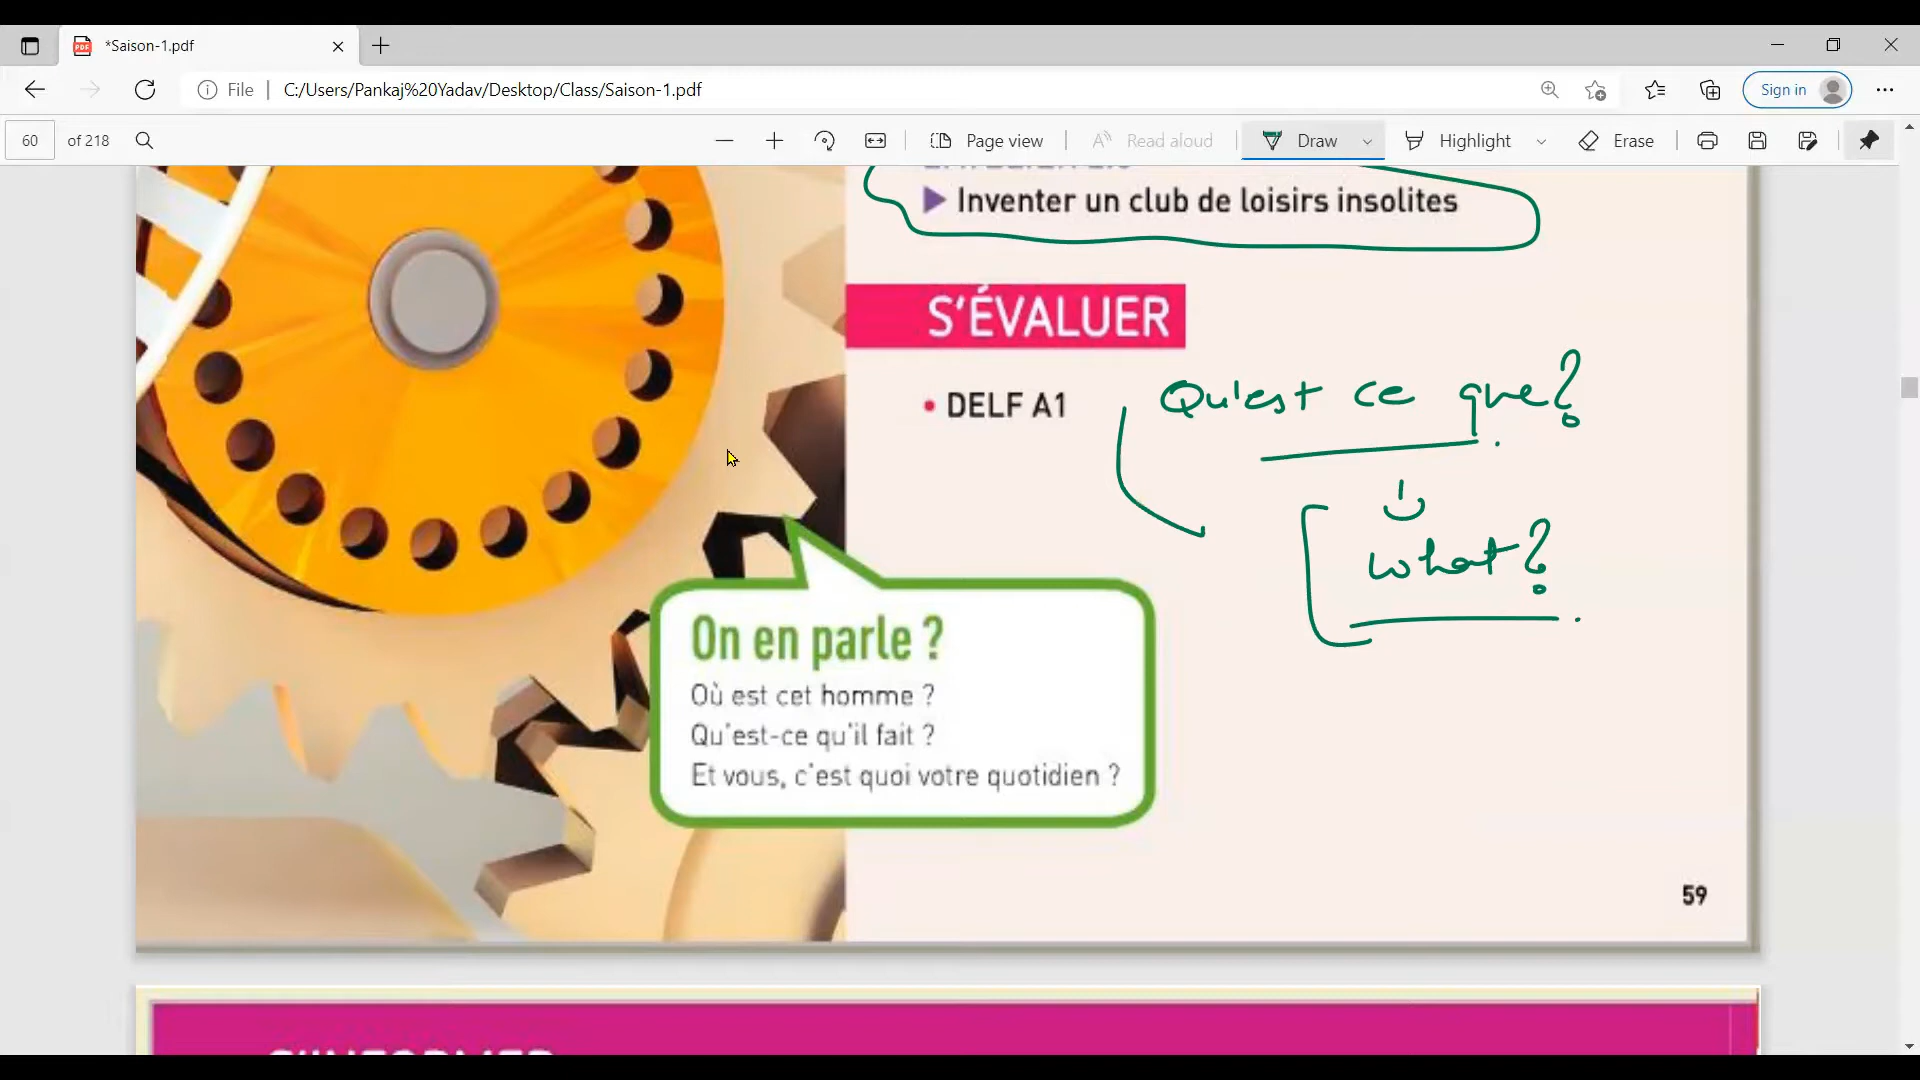 *Saison-1.pdf
File | C:/Users/Pankaj%20Yadav/Desktop/Class/Saison-1.pdf
Sign in
60 of 218
Page view
Read aloud
Draw
Highlight
Erase
Inventer un club de loisirs insolites
S'ÉVALUER
• DELF A1
Qu'est ce que?
what?
On en parle ?
Où est cet homme ?
Qu'est-ce qu'il fait ?
Et vous, c'est quoi votre quotidien ?
59